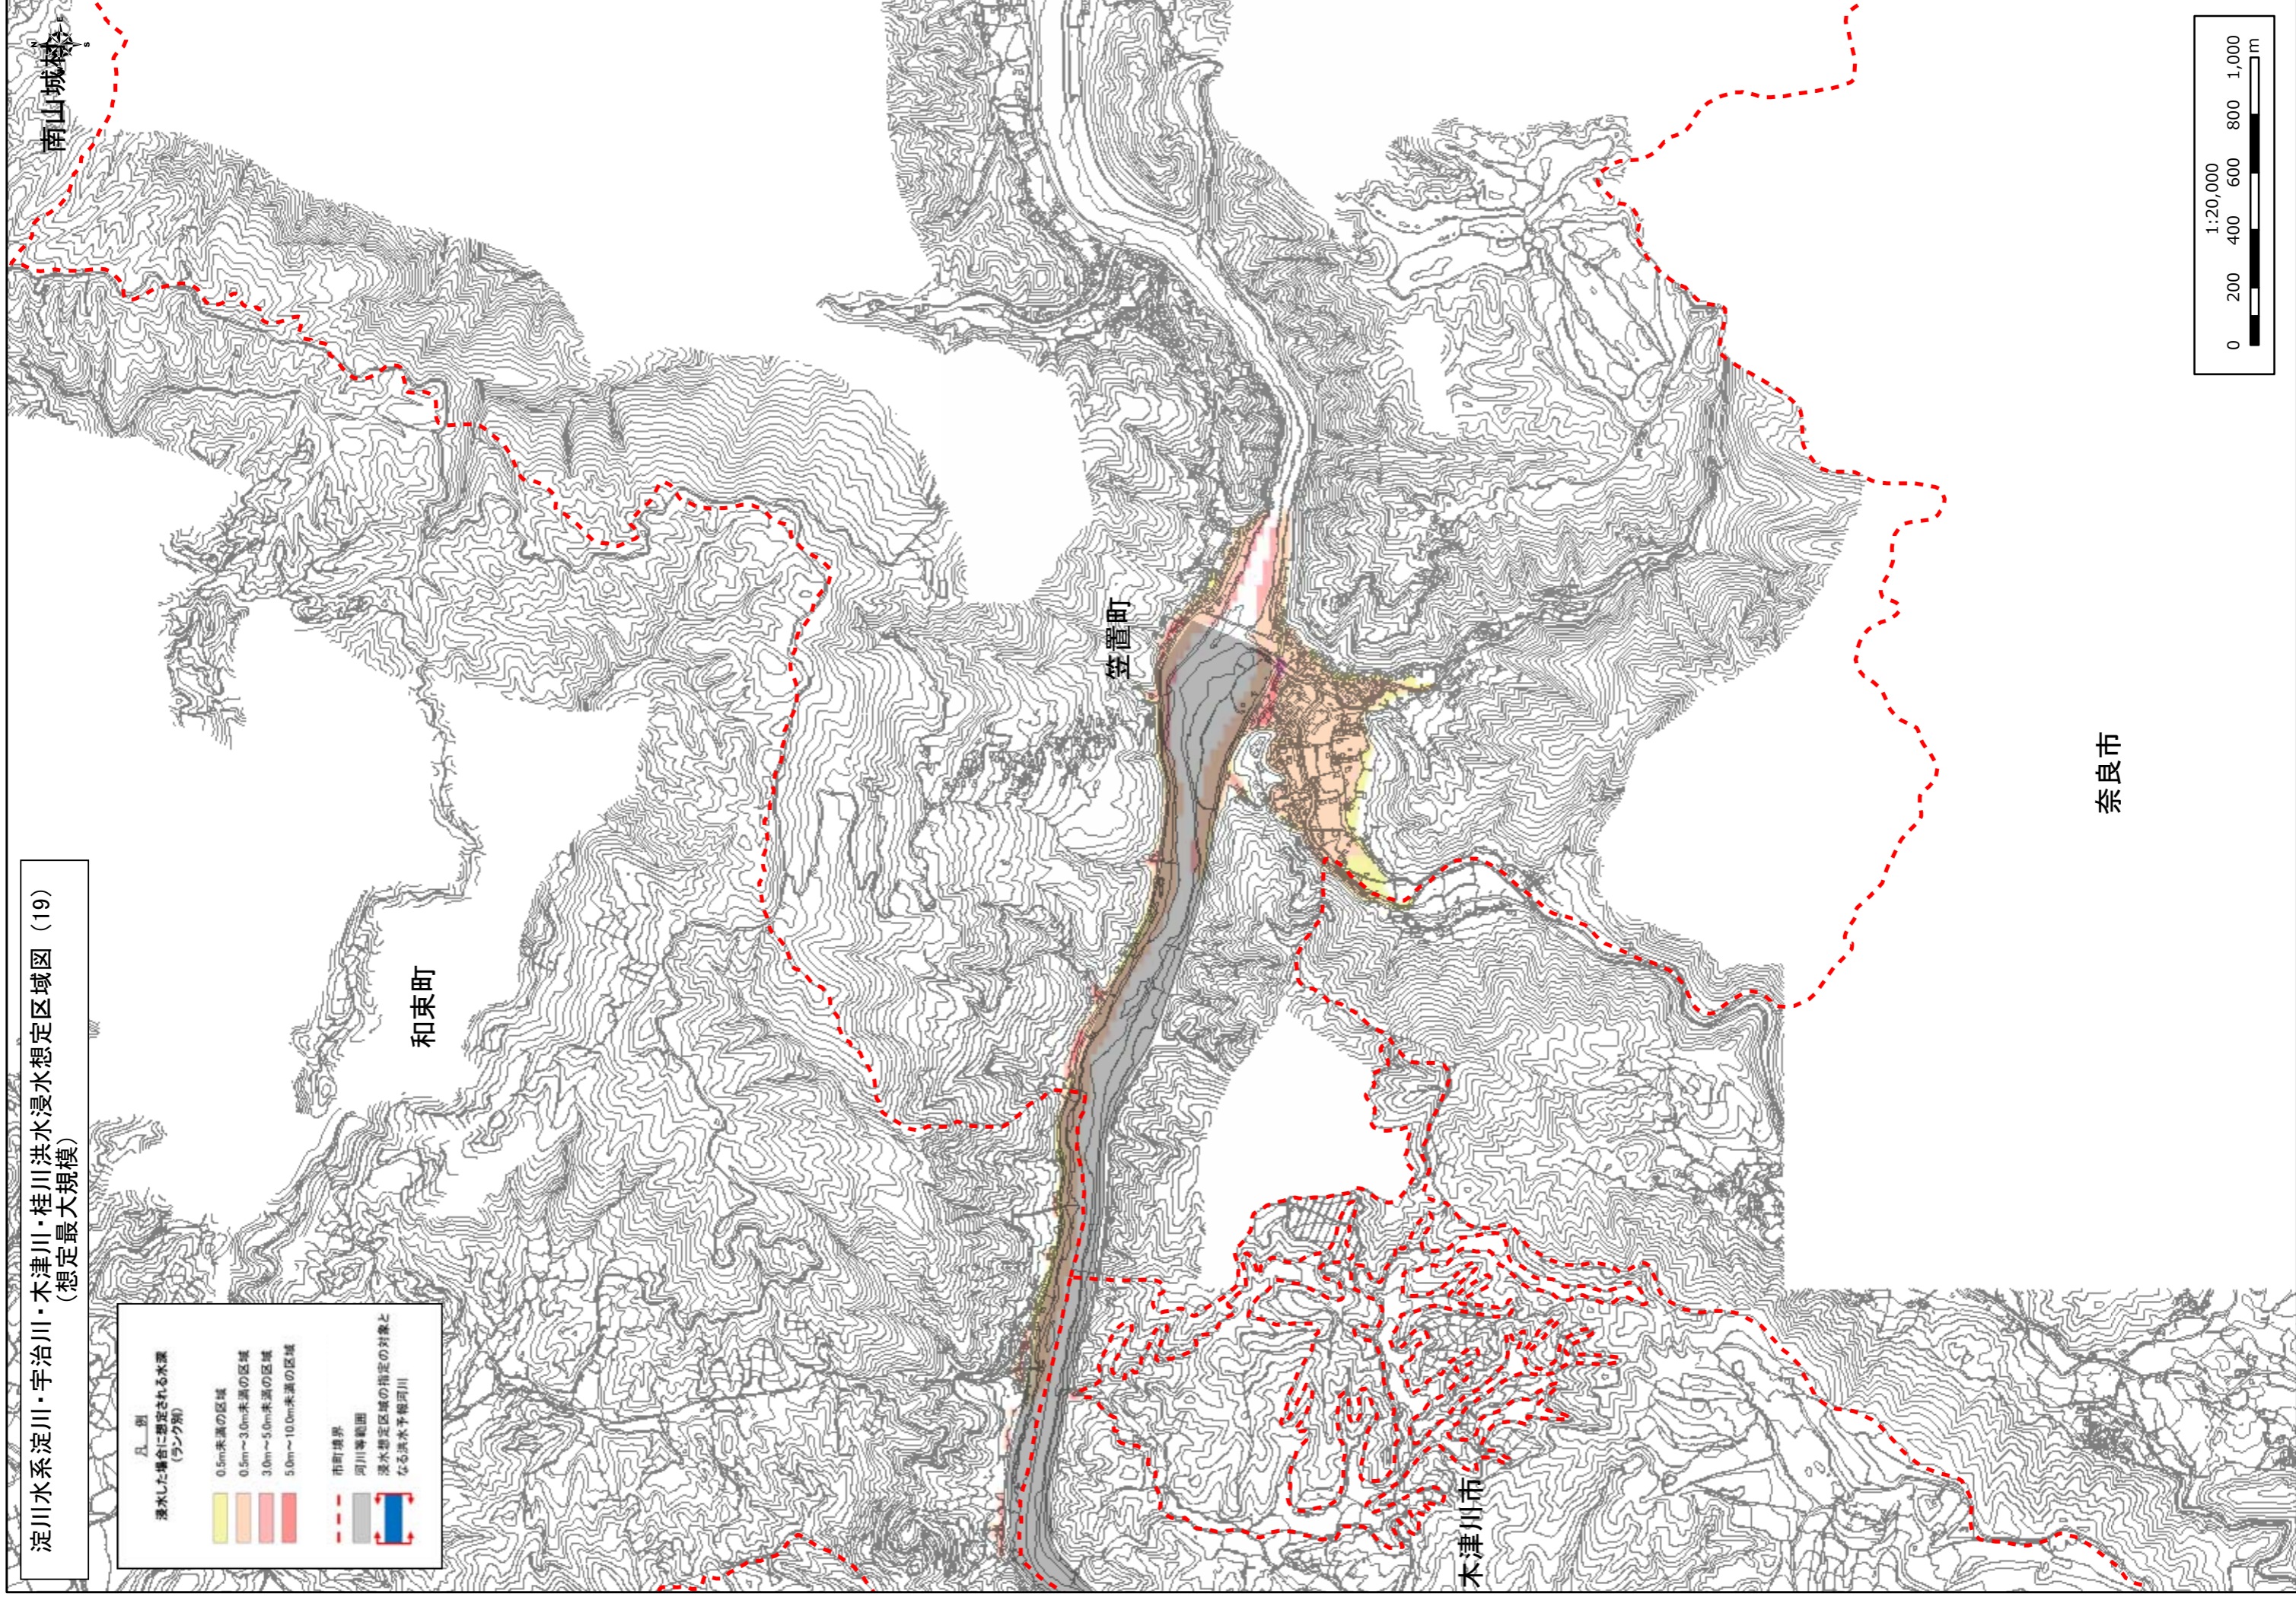 淀川水系淀川・宇治川・木津川・桂川洪水浸水想定区域図（19）
（想定最大規模）
凡 例
浸水した場合に想定される水深
(ランク別)
0.5m未満の区域
0.5m～3.0m未満の区域
3.0m～5.0m未満の区域
5.0m～10.0m未満の区域
市町境界
河川等範囲
浸水想定区域の指定の対象と
なる洪水予報河川
南山城村
N
E
S
和束町
笠置町
木津川市
奈良市
1:20,000
0 200 400 600 800 1,000
m